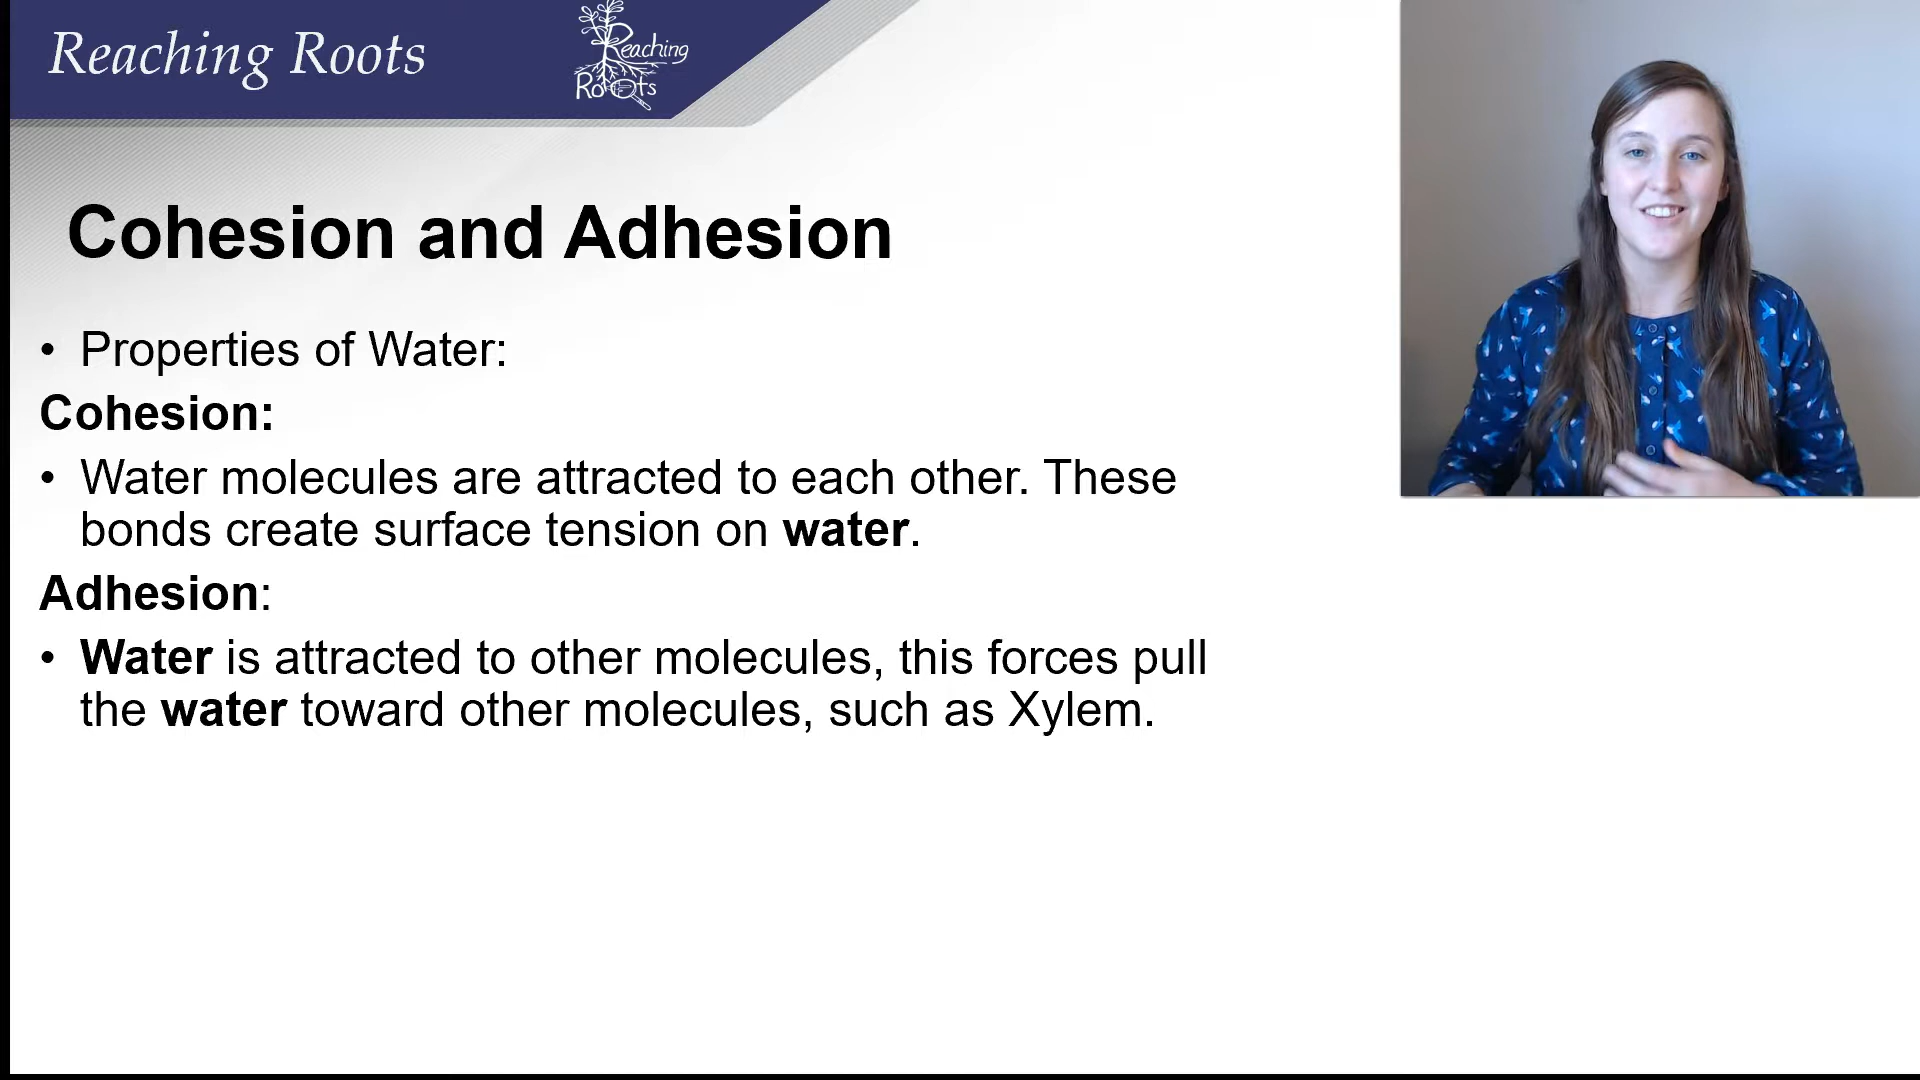 Reaching Roots
Reaching
Roots
Cohesion and Adhesion
• Properties of Water:
Cohesion:
• Water molecules are attracted to each other. These
bonds create surface tension on water.
Adhesion:
• Water is attracted to other molecules, this forces pull
the water toward other molecules, such as Xylem.